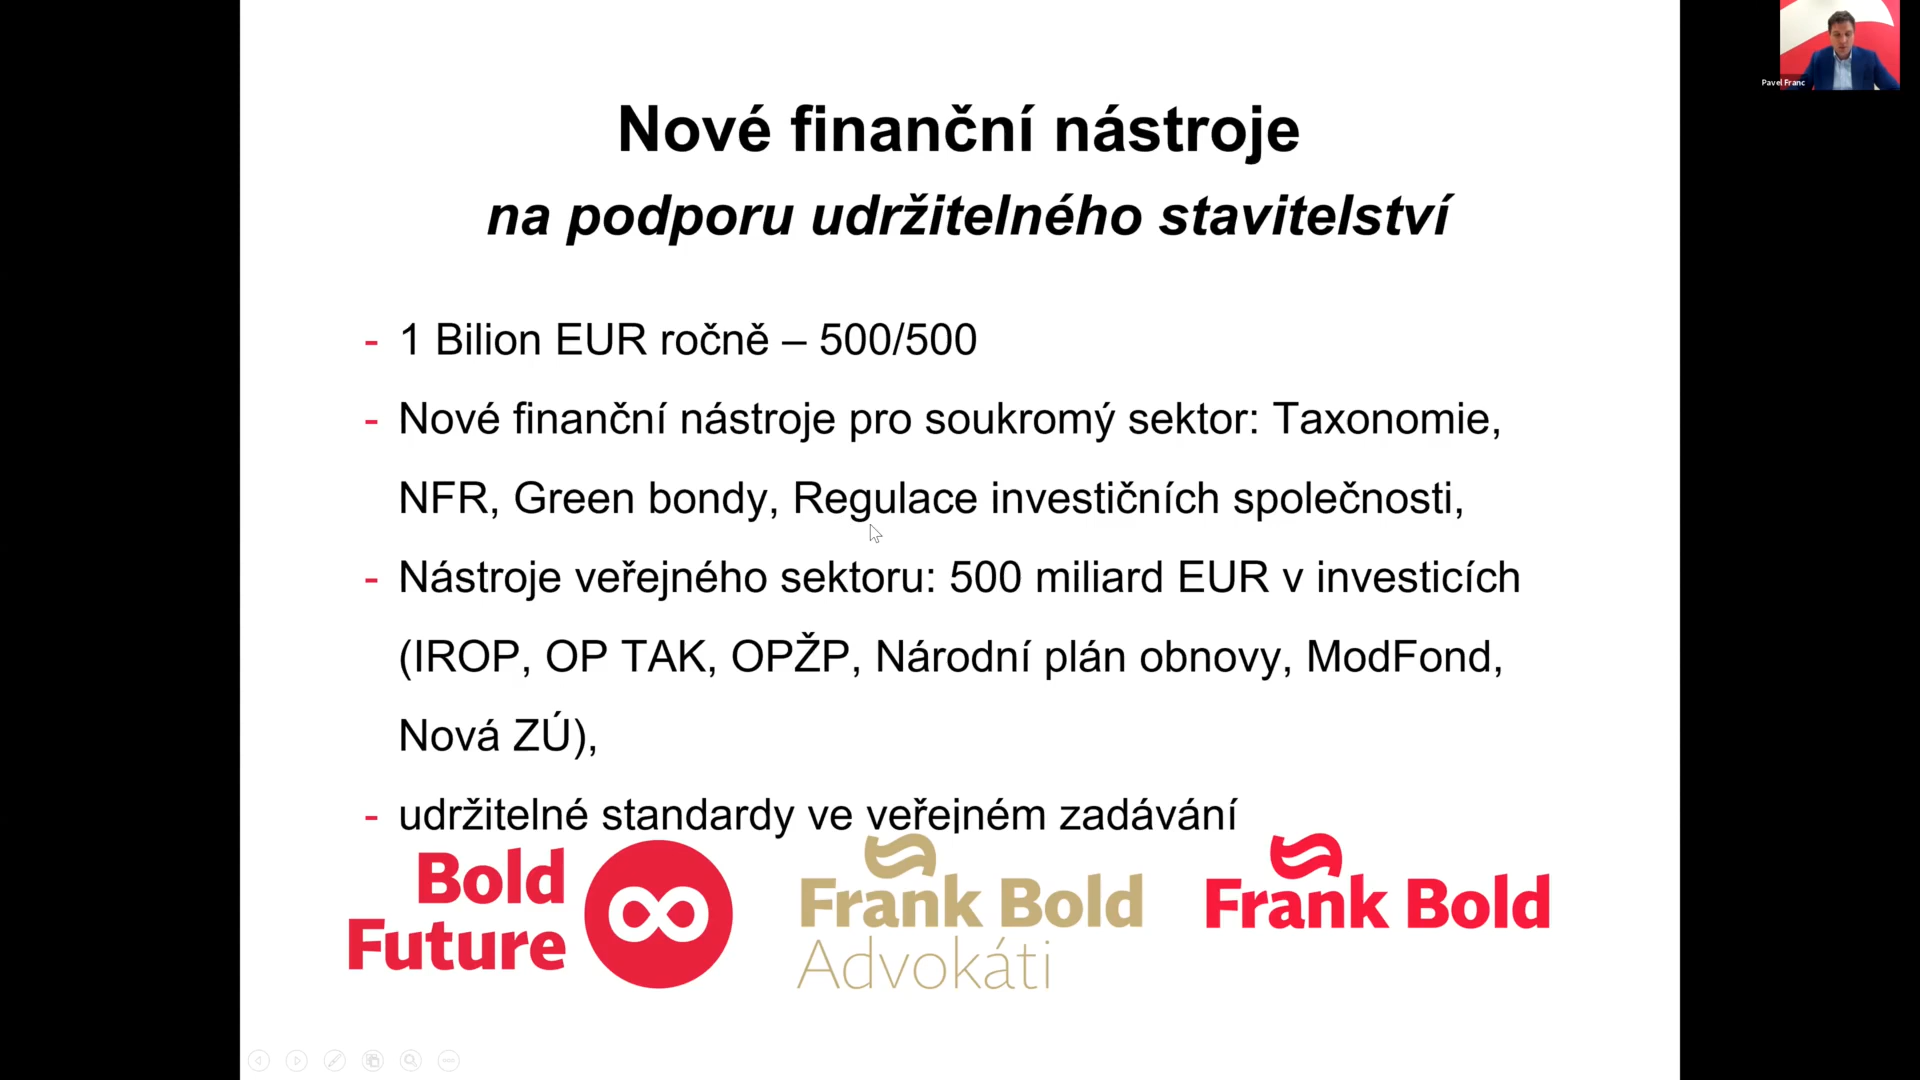 Pavel Franc
Nové finanční nástroje
na podporu udržitelného stavitelství
- 1 Bilion EUR ročně – 500/500
- Nové finanční nástroje pro soukromý sektor: Taxonomie,
NFR, Green bondy, Regulace investičních společnosti,
- Nástroje veřejného sektoru: 500 miliard EUR v investicích
(IROP, OP TAK, OPŽP, Národní plán obnovy, ModFond,
Nová ZÚ),
- udržitelné standardy ve veřejném zadávání
Bold
Future
Frank Bold
Advokáti
Frank Bold